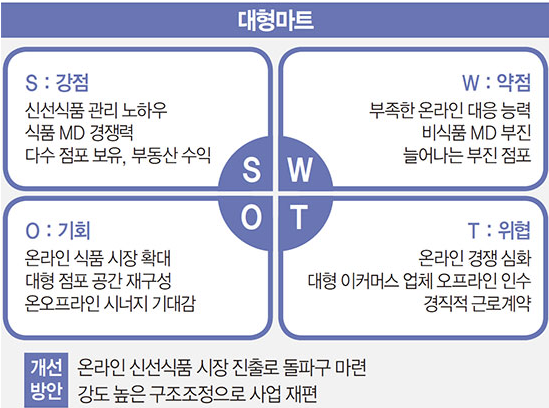 대형마트
S : 강점
신선식품 관리 노하우
식품 MD 경쟁력
다수 점포 보유, 부동산 수익
W : 약점
부족한 온라인 대응 능력
비식품 MD 부진
늘어나는 부진 점포
S W
O T
O : 기회
온라인 식품 시장 확대
대형 점포 공간 재구성
온오프라인 시너지 기대감
T : 위협
온라인 경쟁 심화
대형 이커머스 업체 오프라인 인수
경직적 근로계약
개선
방안
온라인 신선식품 시장 진출로 돌파구 마련
강도 높은 구조조정으로 사업 재편